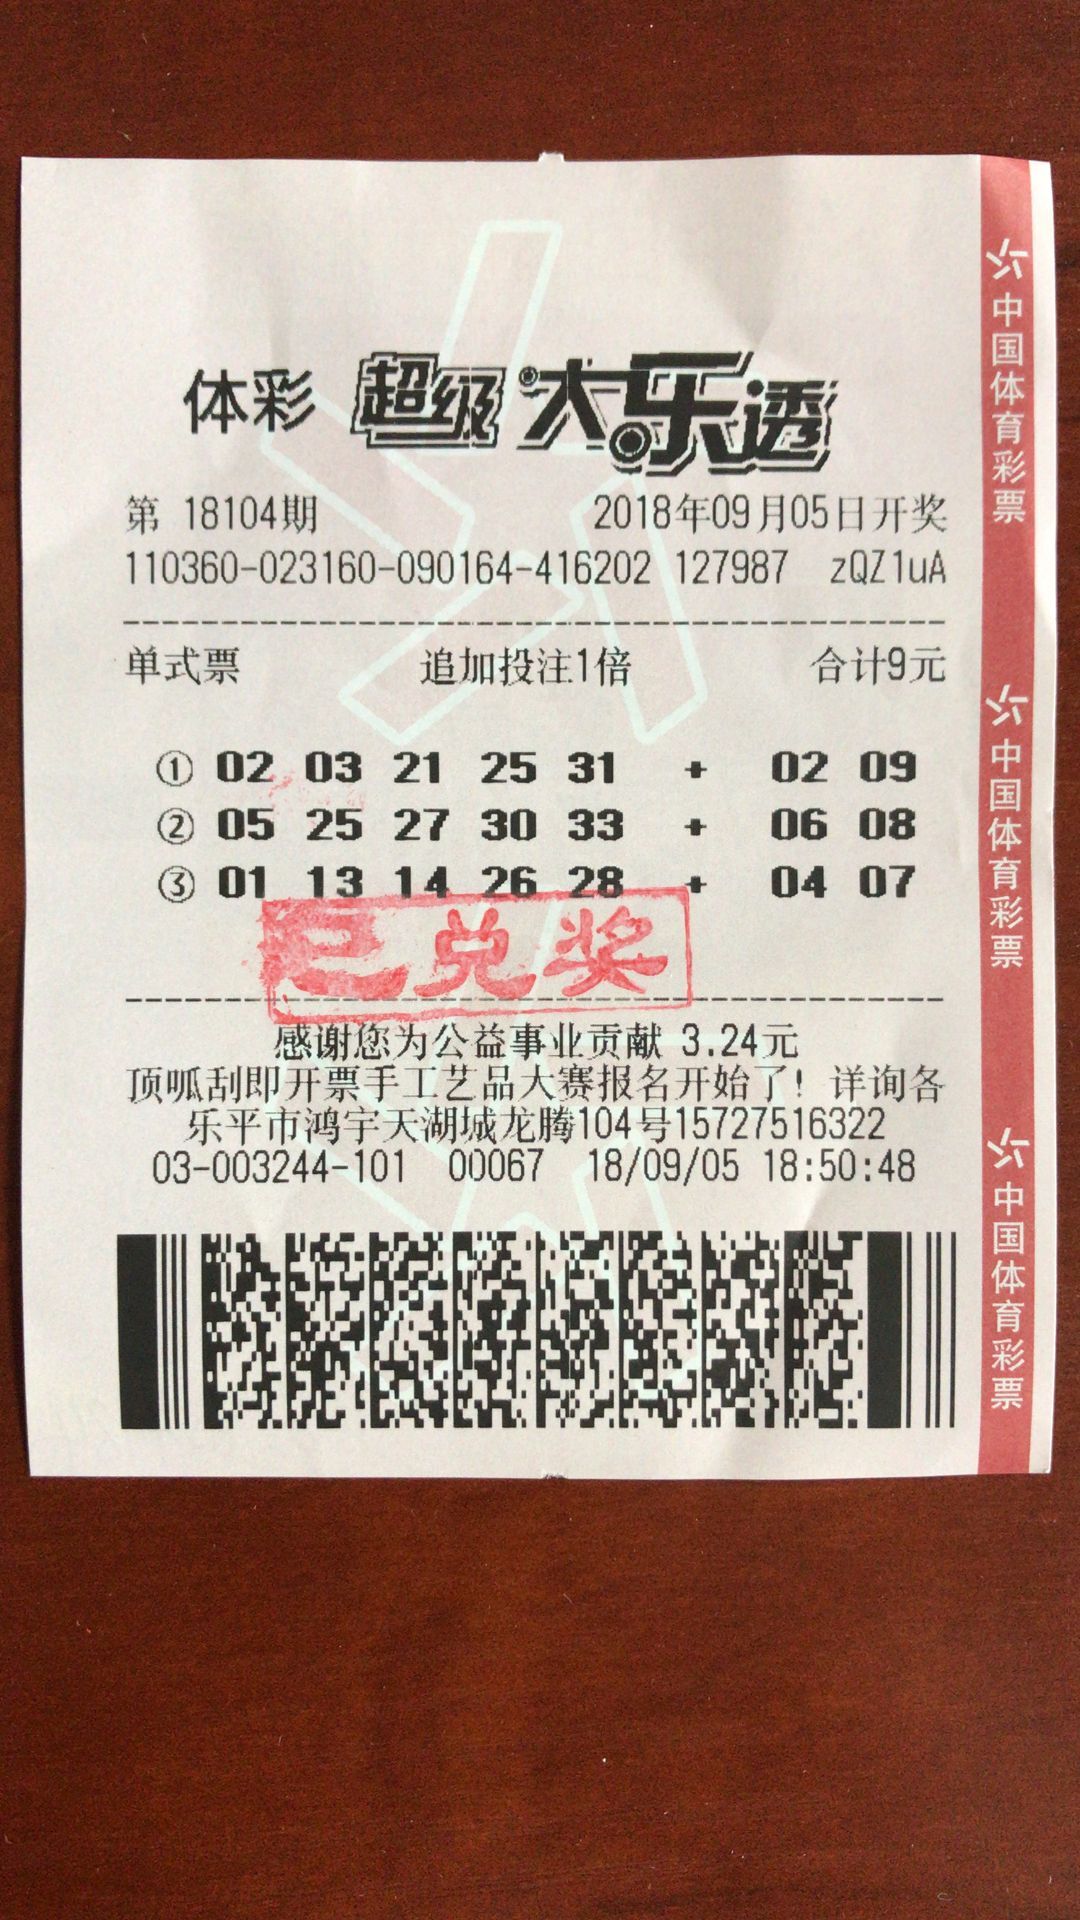 体彩 超级大乐透
第 18104期 2018年09月05日开奖
110360-023160-090164-416202 127987 zQZ1uA
单式票 追加投注1倍 合计9元
① 02 03 21 25 31 + 02 09
② 05 25 27 30 33 + 06 08
③ 01 13 14 26 28 + 04 07
已兑奖
感谢您为公益事业贡献 3.24元
顶呱刮即开票手工艺品大赛报名开始了! 详询各
乐平市鸿宇天湖城龙腾104号15727516322
03-003244-101 00067 18/09/05 18:50:48
中国体育彩票
中国体育彩票
中国体育彩票